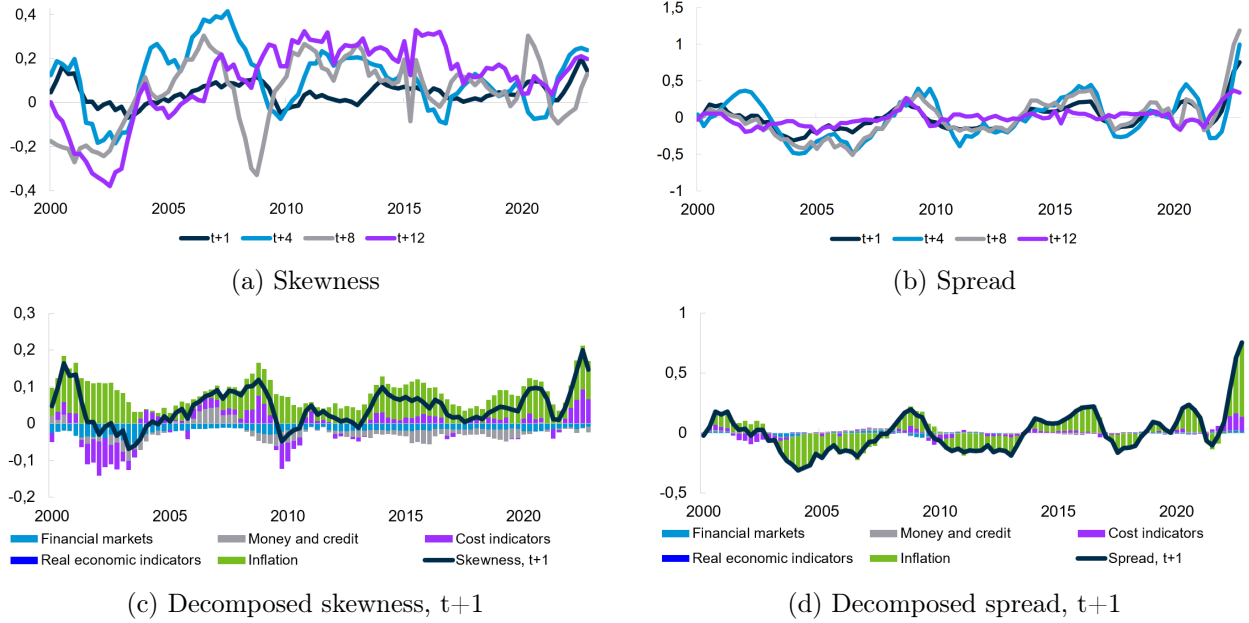 0,4
0,2
0
-0,2
-0,4
2000 2005 2010 2015 2020
t+1 t+4 t+8 t+12
(a) Skewness
1,5
1
0,5
0
-0,5
-1
2000 2005 2010 2015 2020
t+1 t+4 t+8 t+12
(b) Spread
0,3
0,2
0,1
0
-0,1
-0,2
2000 2005 2010 2015 2020
Financial markets Money and credit Cost indicators
Real economic indicators Inflation Skewness, t+1
(c) Decomposed skewness, t+1
1
0,5
0
-0,5
2000 2005 2010 2015 2020
Financial markets Money and credit Cost indicators
Real economic indicators Inflation Spread, t+1
(d) Decomposed spread, t+1